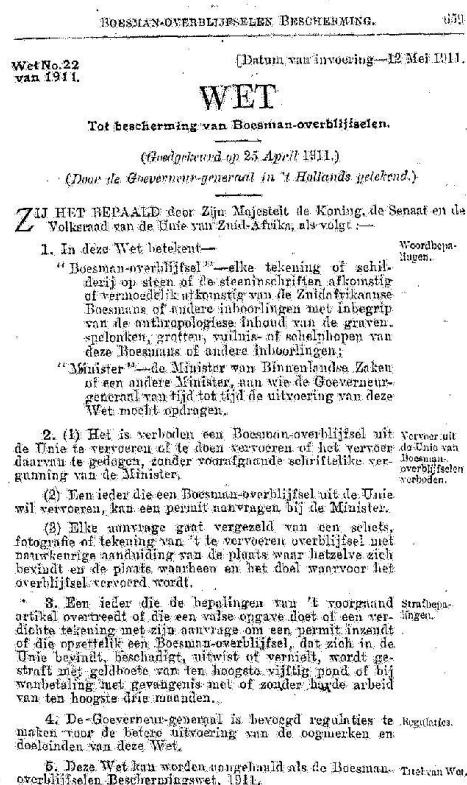 BOESMAN-OVERBLIJFSELEN BESCHERMING. 659
Wet No. 22
van 1911.
[Datum van invoering—12 Mei 1911.
WET
Tot bescherming van Boesman-overblijfselen.
(Goedgekeurd op 25 April 1911.)
(Door de Goeverneur-generaal in 't Hollands getekend.)
ZIJ HET BEPAALD door Zijn Majesteit de Koning, de Senaat en de
Volksraad van de Unie van Zuid-Afrika, als volgt:—
1. In deze Wet betekent—
Woordbepa-
lingen.
"Boesman-overblijfsel"—elke tekening of schil-
derij op steen of de steeninschriften afkomstig
of vermoedelik afkomstig van de Zuidafrikaanse
Boesmans of andere inboorlingen met inbegrip
van de anthropologiese inhoud van de graven,
spelonken, grotten, vuilnis- of schelphopen van
deze Boesmans of andere inboorlingen;
"Minister"—de Minister van Binnenlandse Zaken
of een andere Minister, aan wie de Goeverneur-
generaal van tijd tot tijd de uitvoering van deze
Wet mocht opdragen.
2. (1) Het is verboden een Boesman-overblijfsel uit
de Unie te vervoeren of te doen vervoeren of het vervoer
daarvan te gedogen, zonder voorafgaande schriftelike ver-
gunning van de Minister.
Vervoer uit
de Unie van
Boesman-
overblijfselen
verboden.
(2) Een ieder die een Boesman-overblijfsel uit de Unie
wil vervoeren, kan een permit aanvragen bij de Minister.
(3) Elke aanvrage gaat vergezeld van een schets,
fotografie of tekening van 't te vervoeren overblijfsel met
nauwkeurige aanduiding van de plaats waar hetzelve zich
bevindt en de plaats waarheen en het doel waarvoor het
overblijfsel vervoerd wordt.
3. Een ieder die de bepalingen van 't voorgaand
artikel overtreedt of die een valse opgave doet of een ver-
dichte tekening met zijn aanvrage om een permit inzendt
of die opzettelik een Boesman-overblijfsel, dat zich in de
Unie bevindt, beschadigt, uitwist of vernielt, wordt ge-
straft met geldboete van ten hoogste vijftig pond of bij
wanbetaling met gevangenis met of zonder harde arbeid
van ten hoogste drie maanden.
Strafbepa-
lingen.
4. De Goeverneur-generaal is bevoegd regulaties te
maken voor de betere uitvoering van de oogmerken en
doeleinden van deze Wet.
Regulaties.
5. Deze Wet kan worden aangehaald als de Boesman-
overblijfselen Beschermingswet, 1911.
Titel van Wet.